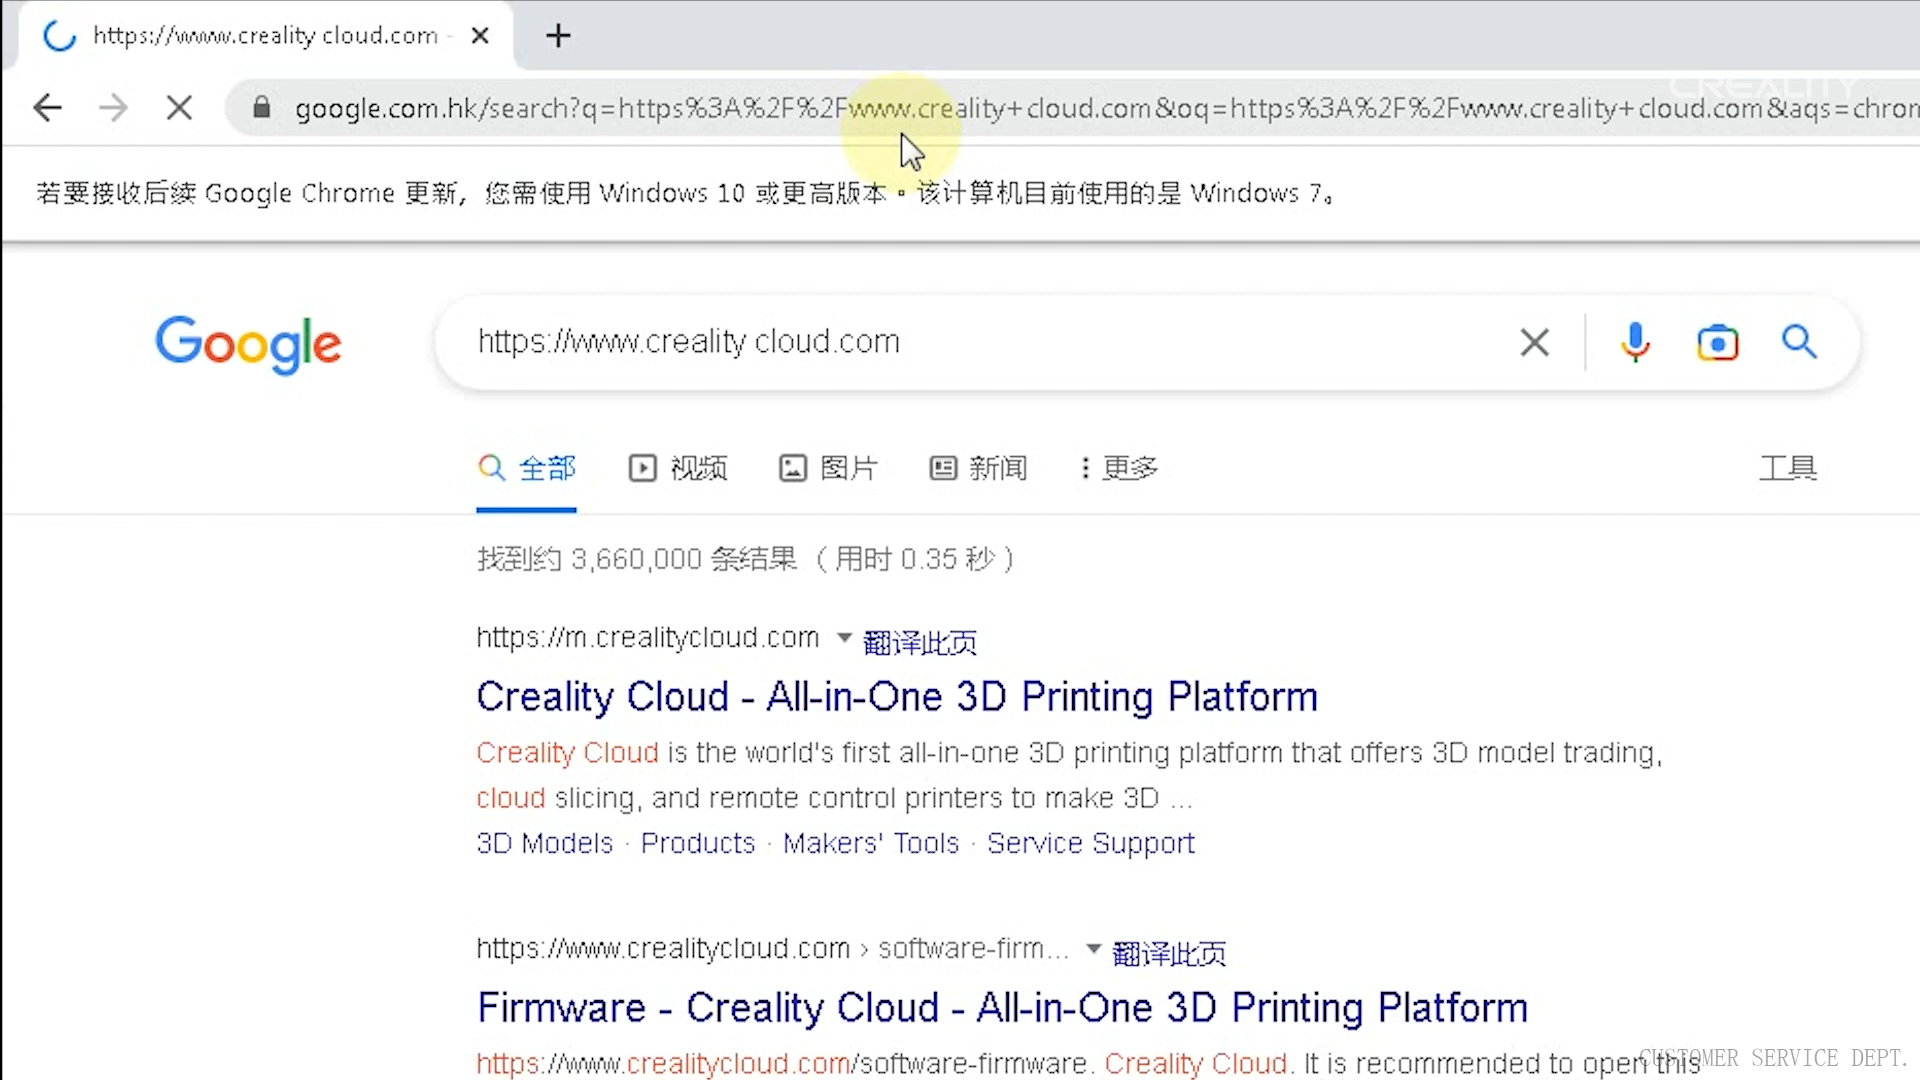 https://www.creality cloud.com -
CREALITY
google.com.hk/search?q=https%3A%2F%2Fwww.creality+cloud.com&oq=https%3A%2F%2Fwww.creality+cloud.com&aqs=chron
若要接收后续 Google Chrome 更新，您需使用 Windows 10 或更高版本。该计算机目前使用的是 Windows 7。
Google
https://www.creality cloud.com
全部 视频 图片 新闻 更多 工具
找到约 3,660,000 条结果 （用时 0.35 秒）
https://m.crealitycloud.com 翻译此页
Creality Cloud - All-in-One 3D Printing Platform
Creality Cloud is the world's first all-in-one 3D printing platform that offers 3D model trading,
cloud slicing, and remote control printers to make 3D ...
3D Models · Products · Makers' Tools · Service Support
https://www.crealitycloud.com › software-firm... 翻译此页
Firmware - Creality Cloud - All-in-One 3D Printing Platform
https://www.crealitycloud.com/software-firmware. Creality Cloud. It is recommended to open this
CUSTOMER SERVICE DEPT.